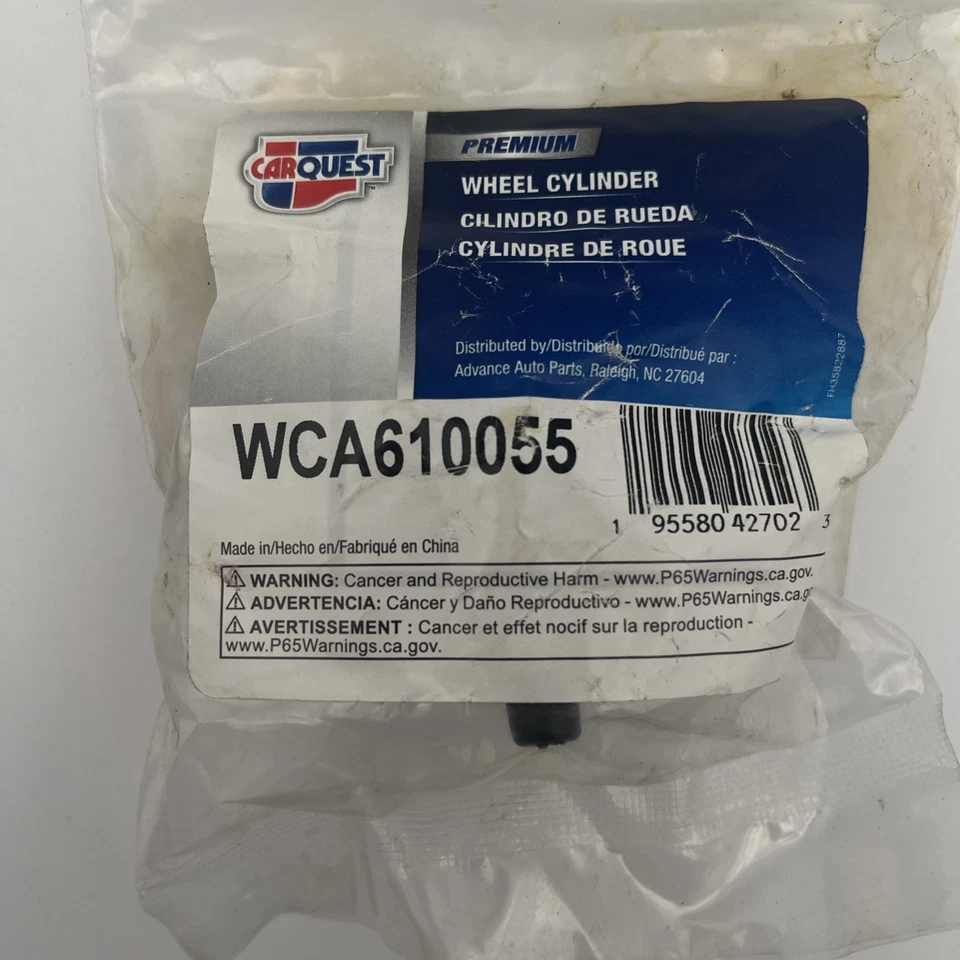 CARQUEST™
PREMIUM
WHEEL CYLINDER
CILINDRO DE RUEDA
CYLINDRE DE ROUE
Distributed by/Distribuido por/Distribué par :
Advance Auto Parts, Raleigh, NC 27604
FH35822887
WCA610055
1 95580 42702 3
Made in/Hecho en/Fabriqué en China
⚠ WARNING: Cancer and Reproductive Harm - www.P65Warnings.ca.gov.
⚠ ADVERTENCIA: Cáncer y Daño Reproductivo - www.P65Warnings.ca.go
⚠ AVERTISSEMENT : Cancer et effet nocif sur la reproduction -
www.P65Warnings.ca.gov.